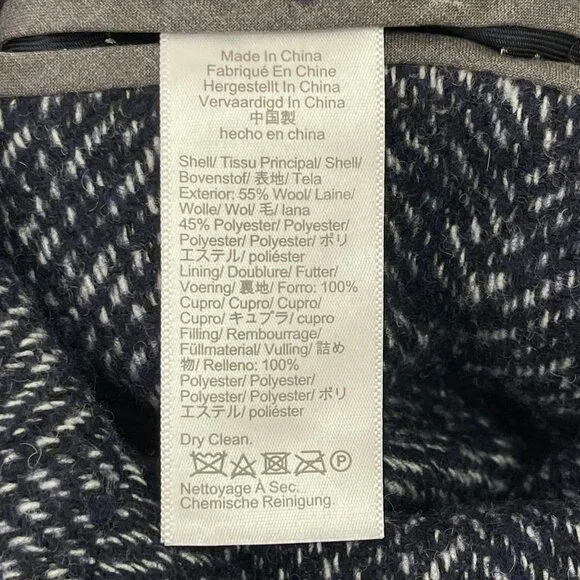 Made In China
Fabriqué En Chine
Hergestellt In China
Vervaardigd In China
中国製
hecho en china
Shell/ Tissu Principal/ Shell/
Bovenstof/ 表地/ Tela
Exterior: 55% Wool/ Laine/
Wolle/ Wol/ 毛/ lana
45% Polyester/ Polyester/
Polyester/ Polyester/ ポリ
エステル/ poliéster
Lining/ Doublure/ Futter/
Voering/ 裏地/ Forro: 100%
Cupro/ Cupro/ Cupro/
Cupro/ キュプラ/ cupro
Filling/ Rembourrage/
Füllmaterial/ Vulling/ 詰め
物/ Relleno: 100%
Polyester/ Polyester/
Polyester/ Polyester/ ポリ
エステル/ poliéster
Dry Clean.
P
Nettoyage À Sec.
Chemische Reinigung.